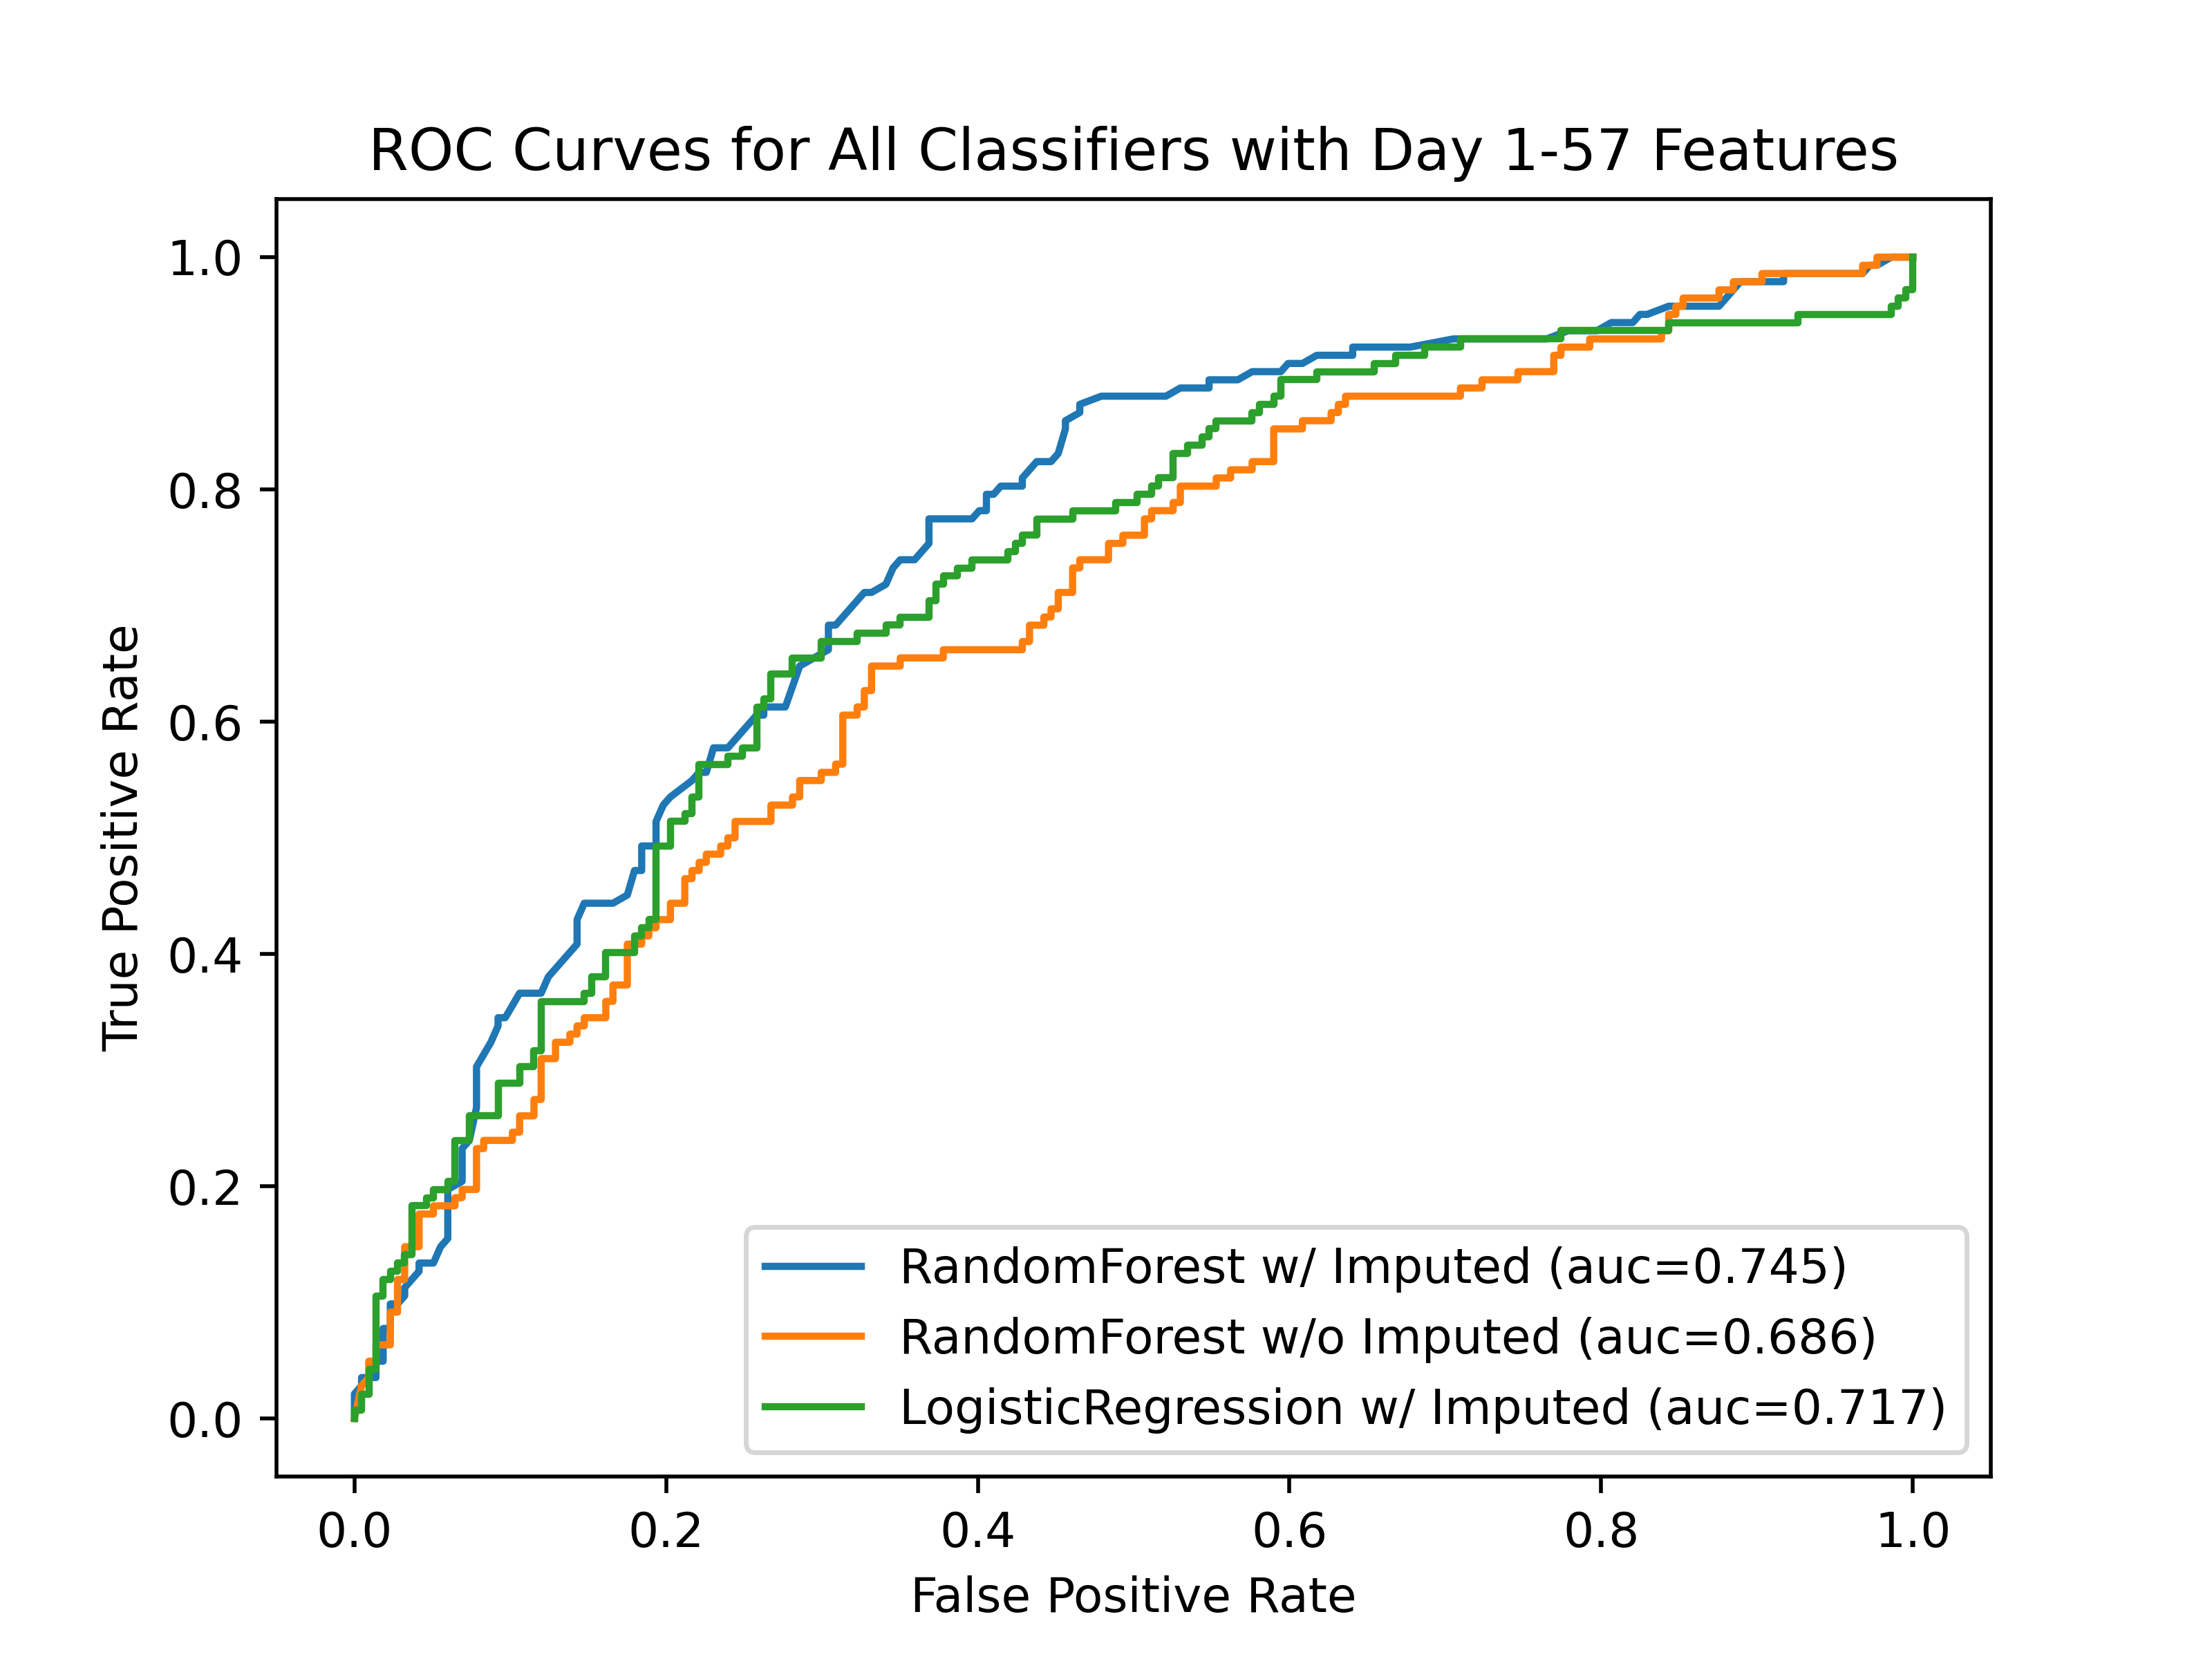 ROC Curves for All Classifiers with Day 1-57 Features
1.0
0.8
0.6
0.4
0.2
0.0
True Positive Rate
RandomForest w/ Imputed (auc=0.745)
RandomForest w/o Imputed (auc=0.686)
LogisticRegression w/ Imputed (auc=0.717)
0.0 0.2 0.4 0.6 0.8 1.0
False Positive Rate